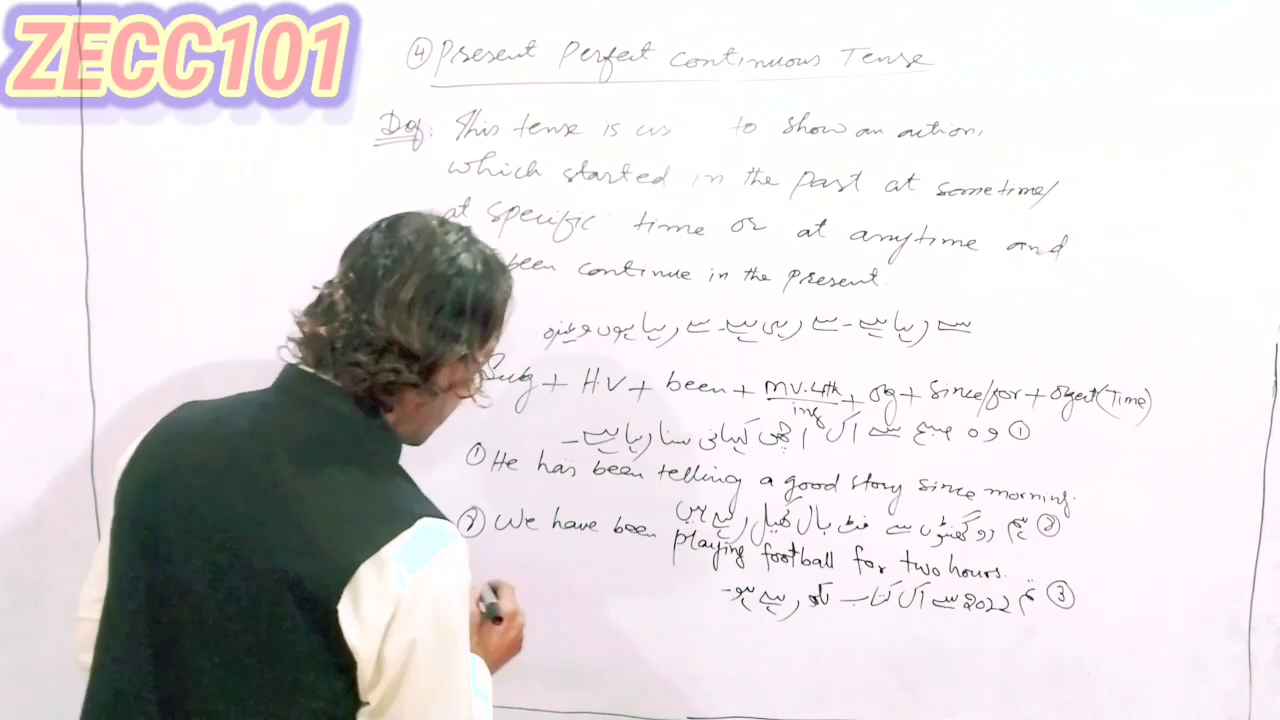 ZECC101
④ Present Perfect Continuous Tense
Def: This tense is us to show an action,
which started in the past at sometime/
at specific time or at anytime and
been continue in the present.
سے رہا ہے۔ سے رہی ہے۔ سے رہا ہوں وغیرہ
Subj + H.V + been + M.V.4th ing + obj + since/for + object (Time)
① وہ صبح سے اک اچھی کہانی سنا رہا ہے۔
① He has been telling a good story since morning.
② ہم دو گھنٹوں سے فٹ بال کھیل رہے ہیں
② We have been playing football for two hours.
③ تم 2022 سے اک کتاب لکھ رہے ہو۔